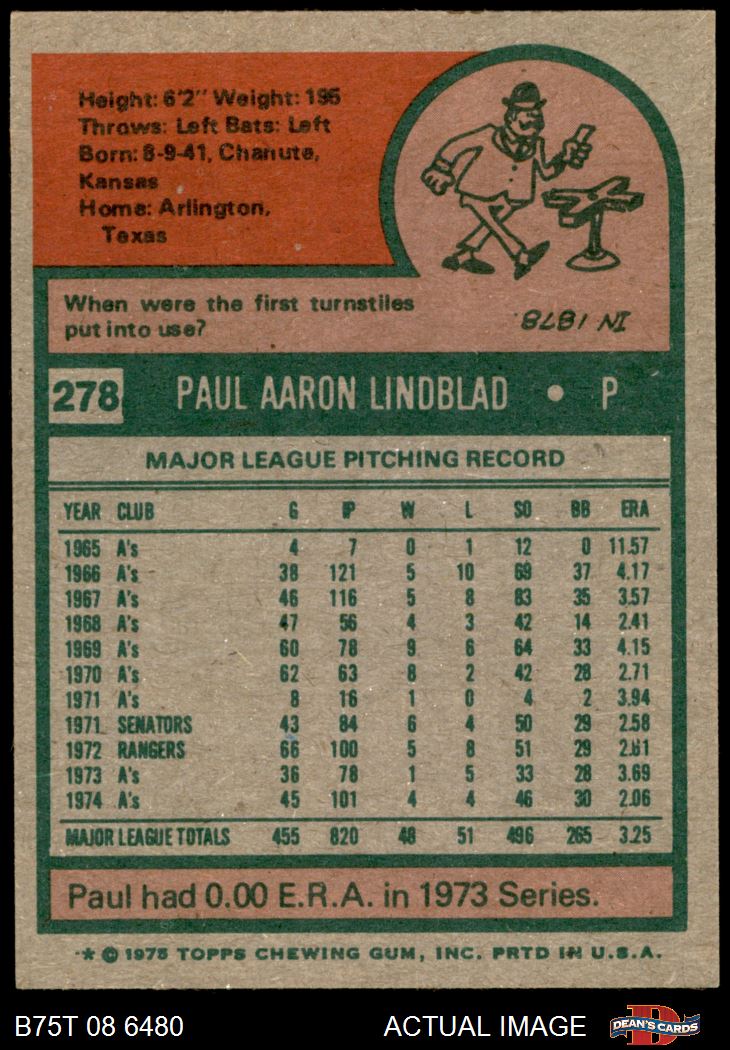 Height: 6'2" Weight: 195
Throws: Left Bats: Left
Born: 8-9-41, Chanute,
Kansas
Home: Arlington,
Texas
When were the first turnstiles
put into use?
IN 1878.
278 PAUL AARON LINDBLAD • P
MAJOR LEAGUE PITCHING RECORD
YEAR CLUB G IP W L SO BB ERA
1965 A's 4 7 0 1 12 0 11.57
1966 A's 38 121 5 10 69 37 4.17
1967 A's 46 116 5 8 83 35 3.57
1968 A's 47 56 4 3 42 14 2.41
1969 A's 60 78 9 6 64 33 4.15
1970 A's 62 63 8 2 42 28 2.71
1971 A's 8 16 1 0 4 2 3.94
1971 SENATORS 43 84 6 4 50 29 2.58
1972 RANGERS 66 100 5 8 51 29 2.61
1973 A's 36 78 1 5 33 28 3.69
1974 A's 45 101 4 4 46 30 2.06
MAJOR LEAGUE TOTALS 455 820 48 51 496 265 3.25
Paul had 0.00 E.R.A. in 1973 Series.
* © 1975 TOPPS CHEWING GUM, INC. PRTD IN U.S.A.
B75T 08 6480 ACTUAL IMAGE D DEAN'S CARDS